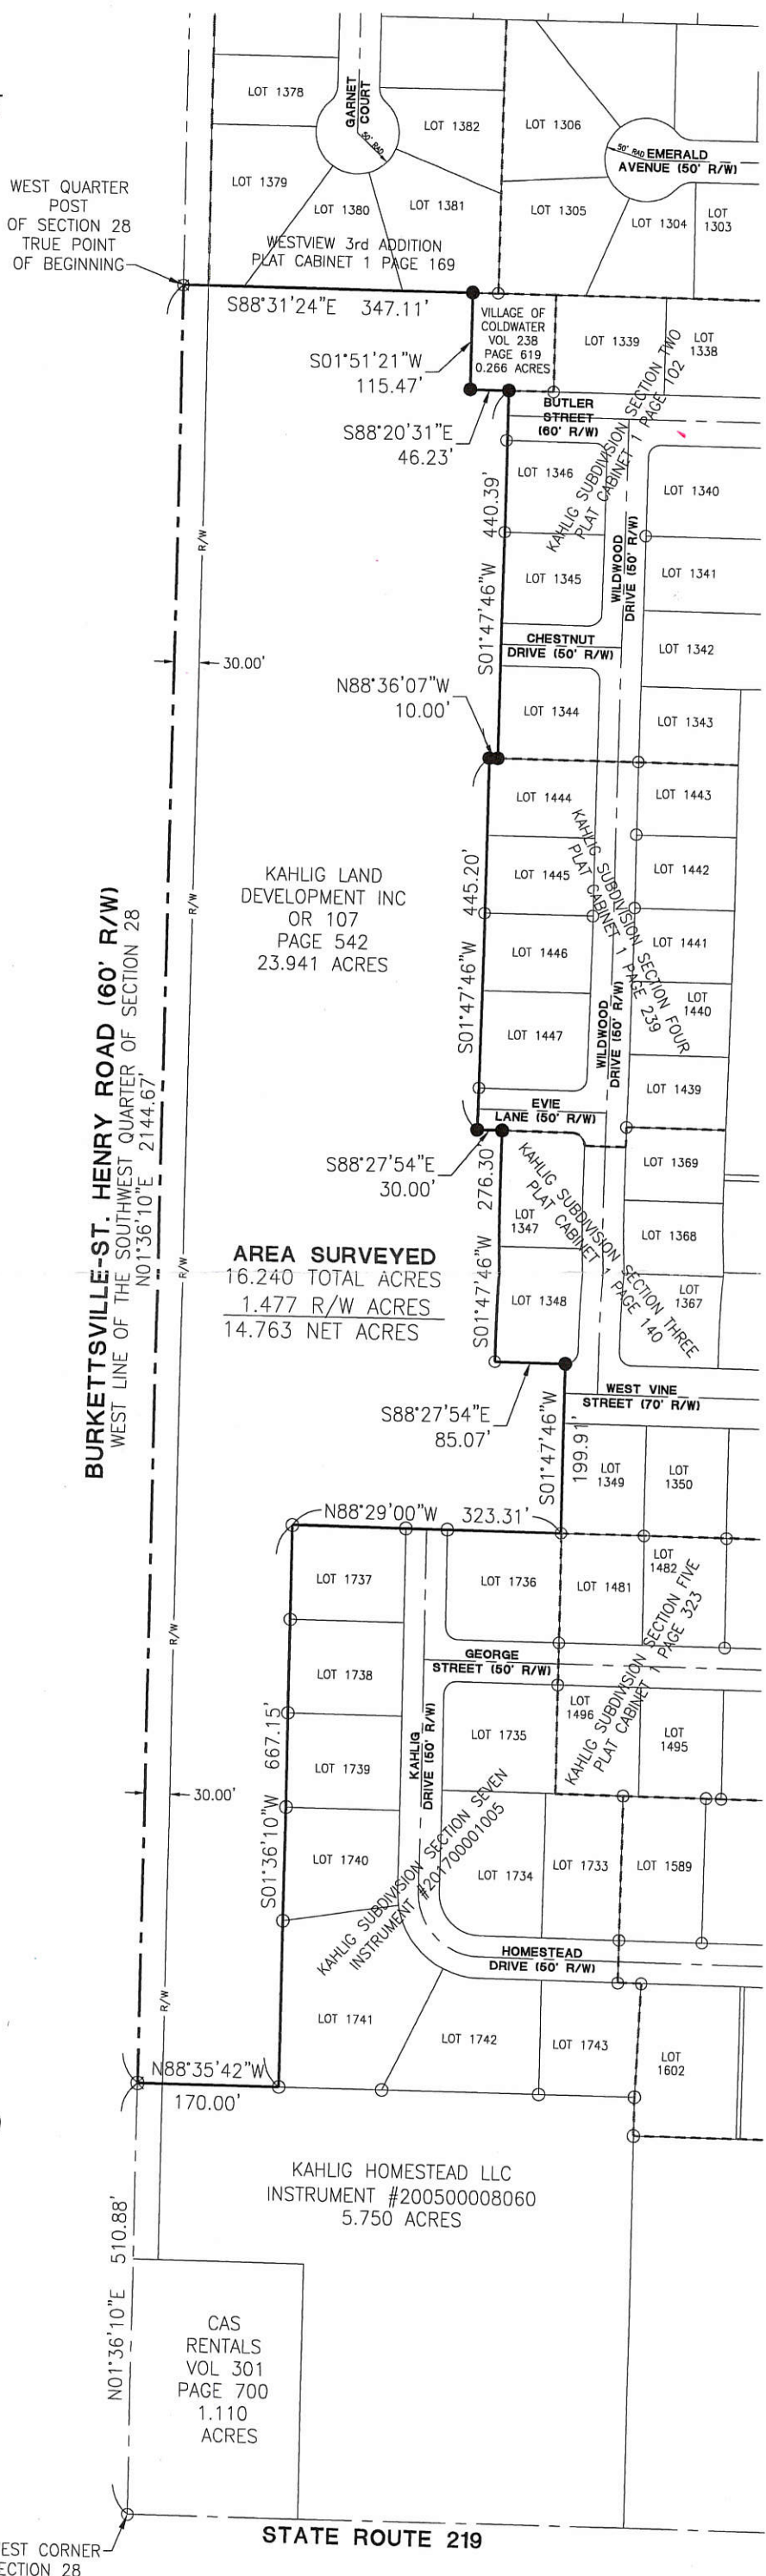 LOT 1378
GARNET
COURT
50' RAD
LOT 1382
LOT 1306
50' RAD
EMERALD
AVENUE (50' R/W)
LOT 1379
LOT 1380
LOT 1381
LOT 1305
LOT 1304
LOT
1303
WEST QUARTER
POST
OF SECTION 28
TRUE POINT
OF BEGINNING
WESTVIEW 3rd ADDITION
PLAT CABINET 1 PAGE 169
S88°31'24"E 347.11'
VILLAGE OF
COLDWATER
VOL 238
PAGE 619
0.266 ACRES
LOT 1339
LOT
1338
S01°51'21"W
115.47'
S88°20'31"E
46.23'
BUTLER
STREET
(60' R/W)
KAHLIG SUBDIVISION SECTION TWO
PLAT CABINET 1 PAGE 102
LOT 1346
LOT 1340
S01°47'46"W 440.39'
R/W
WILDWOOD
DRIVE (50' R/W)
LOT 1345
LOT 1341
CHESTNUT
DRIVE (50' R/W)
LOT 1342
30.00'
N88°36'07"W
10.00'
LOT 1344
LOT 1343
LOT 1444
LOT 1443
KAHLIG SUBDIVISION SECTION FOUR
PLAT CABINET 1 PAGE 239
KAHLIG LAND
DEVELOPMENT INC
OR 107
PAGE 542
23.941 ACRES
S01°47'46"W 445.20'
R/W
LOT 1445
LOT 1442
LOT 1446
LOT 1441
LOT
1440
LOT 1447
WILDWOOD
DRIVE (50' R/W)
LOT 1439
BURKETTSVILLE-ST. HENRY ROAD (60' R/W)
WEST LINE OF THE SOUTHWEST QUARTER OF SECTION 28
N01°36'10"E 2144.67'
EVIE
LANE (50' R/W)
S88°27'54"E
30.00'
LOT 1369
KAHLIG SUBDIVISION SECTION THREE
PLAT CABINET 1 PAGE 140
S01°47'46"W 276.30'
LOT
1347
LOT 1368
AREA SURVEYED
16.240 TOTAL ACRES
1.477 R/W ACRES
14.763 NET ACRES
R/W
LOT 1348
LOT
1367
S88°27'54"E
85.07'
WEST VINE
STREET (70' R/W)
S01°47'46"W
199.91'
LOT
1349
LOT
1350
N88°29'00"W 323.31'
LOT 1737
LOT 1736
LOT 1481
LOT
1482
KAHLIG SUBDIVISION SECTION FIVE
PLAT CABINET 1 PAGE 323
R/W
GEORGE
STREET (50' R/W)
LOT 1738
LOT
1496
LOT
1495
LOT 1735
KAHLIG
DRIVE (50' R/W)
S01°36'10"W 667.15'
LOT 1739
30.00'
LOT 1740
KAHLIG SUBDIVISION SECTION SEVEN
INSTRUMENT #201700001005
LOT 1734
LOT 1733
LOT 1589
HOMESTEAD
DRIVE (50' R/W)
R/W
LOT 1741
LOT 1742
LOT 1743
LOT
1602
N88°35'42"W
170.00'
KAHLIG HOMESTEAD LLC
INSTRUMENT #200500008060
5.750 ACRES
N01°36'10"E 510.88'
CAS
RENTALS
VOL 301
PAGE 700
1.110
ACRES
EST CORNER
ECTION 28
STATE ROUTE 219